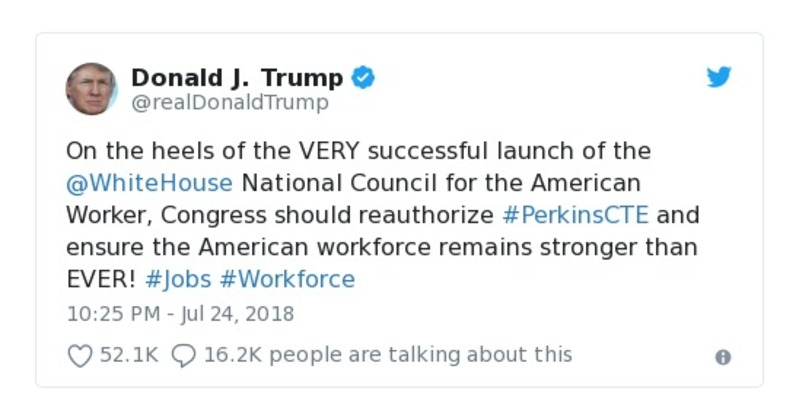 Donald J. Trump
@realDonaldTrump
On the heels of the VERY successful launch of the
@WhiteHouse National Council for the American
Worker, Congress should reauthorize #PerkinsCTE and
ensure the American workforce remains stronger than
EVER! #Jobs #Workforce
10:25 PM - Jul 24, 2018
52.1K 16.2K people are talking about this